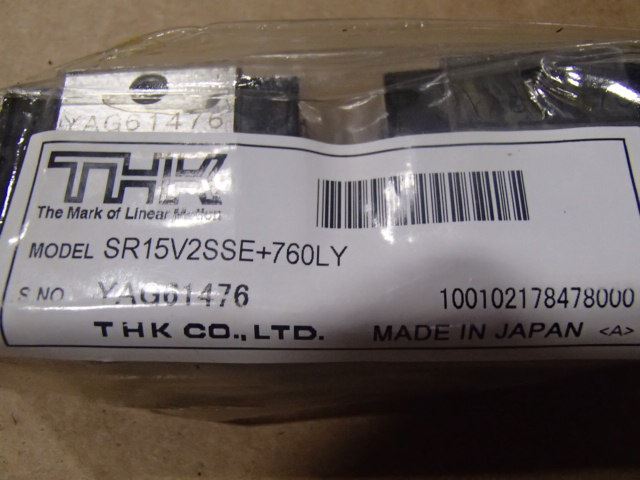 YAG61476
THK
The Mark of Linear Motion
MODEL SR15V2SSE+760LY
S.NO. YAG61476
100102178478000
THK CO., LTD. MADE IN JAPAN <A>